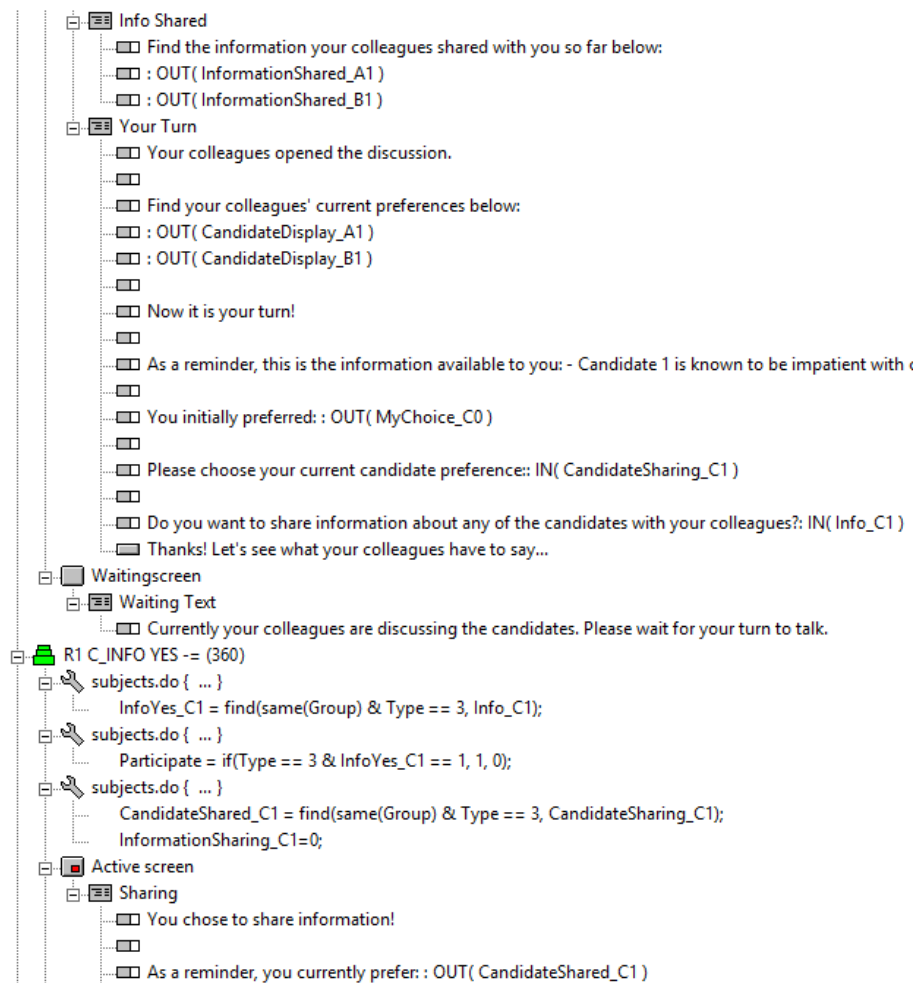 Info Shared
Find the information your colleagues shared with you so far below:
: OUT( InformationShared_A1 )
: OUT( InformationShared_B1 )
Your Turn
Your colleagues opened the discussion.
Find your colleagues' current preferences below:
: OUT( CandidateDisplay_A1 )
: OUT( CandidateDisplay_B1 )
Now it is your turn!
As a reminder, this is the information available to you: - Candidate 1 is known to be impatient with
You initially preferred: : OUT( MyChoice_C0 )
Please choose your current candidate preference:: IN( CandidateSharing_C1 )
Do you want to share information about any of the candidates with your colleagues?: IN( Info_C1 )
Thanks! Let's see what your colleagues have to say...
Waitingscreen
Waiting Text
Currently your colleagues are discussing the candidates. Please wait for your turn to talk.
R1 C_INFO YES -= (360)
subjects.do { ... }
InfoYes_C1 = find(same(Group) & Type == 3, Info_C1);
subjects.do { ... }
Participate = if(Type == 3 & InfoYes_C1 == 1, 1, 0);
subjects.do { ... }
CandidateShared_C1 = find(same(Group) & Type == 3, CandidateSharing_C1);
InformationSharing_C1=0;
Active screen
Sharing
You chose to share information!
As a reminder, you currently prefer: : OUT( CandidateShared_C1 )